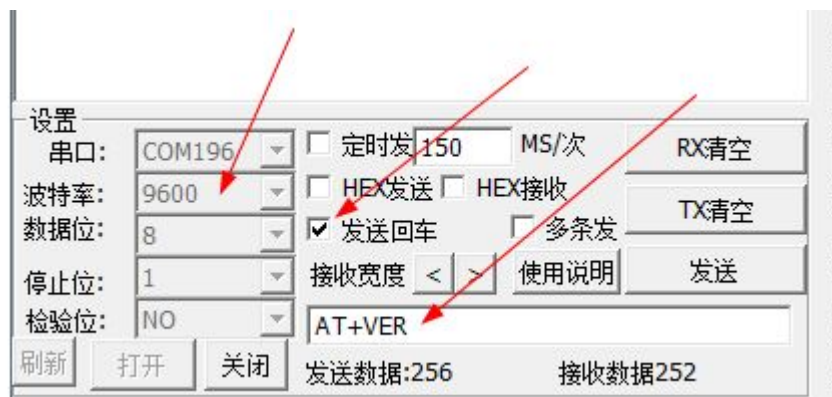 设置
串口: COM196 定时发 150 MS/次 RX清空
波特率: 9600 HEX发送 HEX接收 TX清空
数据位: 8 发送回车 多条发
停止位: 1 接收宽度 < > 使用说明 发送
检验位: NO AT+VER
刷新 打开 关闭 发送数据:256 接收数据252